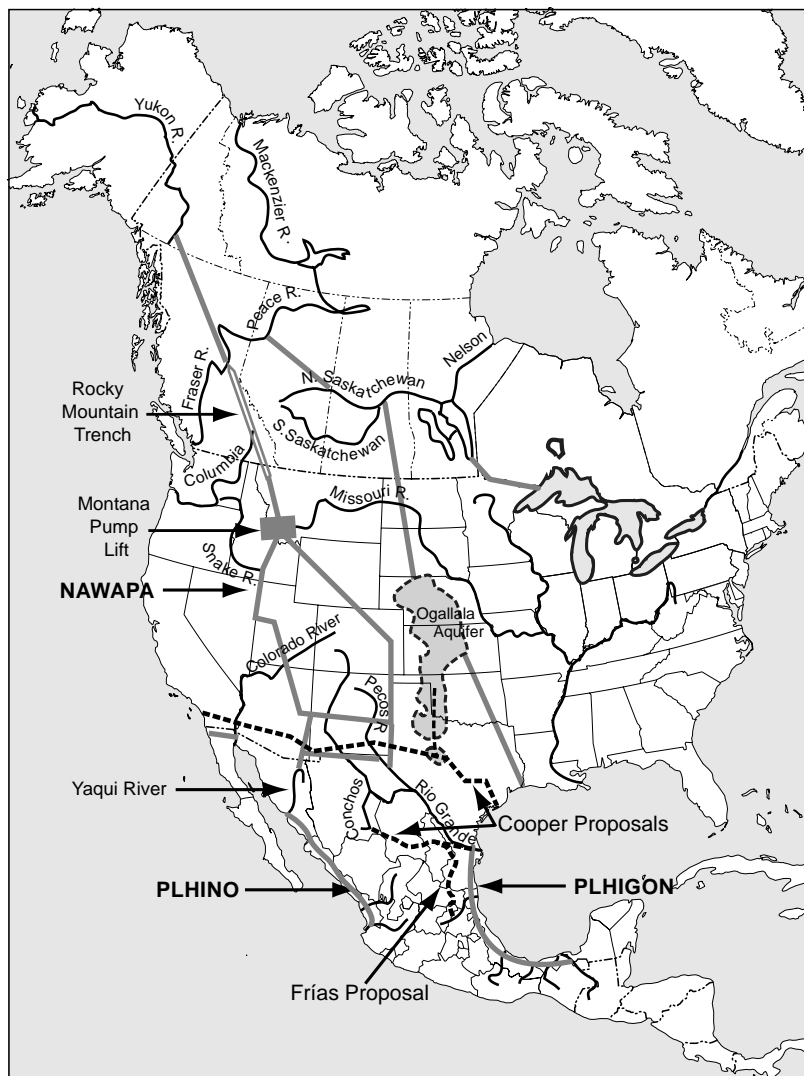 Yukon R.
Mackenzier R.
Peace R.
Fraser R.
Nelson
N. Saskatchewan
S. Saskatchewan
Rocky
Mountain
Trench
Columbia
Missouri R.
Montana
Pump
Lift
Snake R.
NAWAPA
Ogallala
Aquifer
Colorado River
Pecos R
Yaqui River
Conchos
Rio Grande
Cooper Proposals
PLHINO
PLHIGON
Frías Proposal